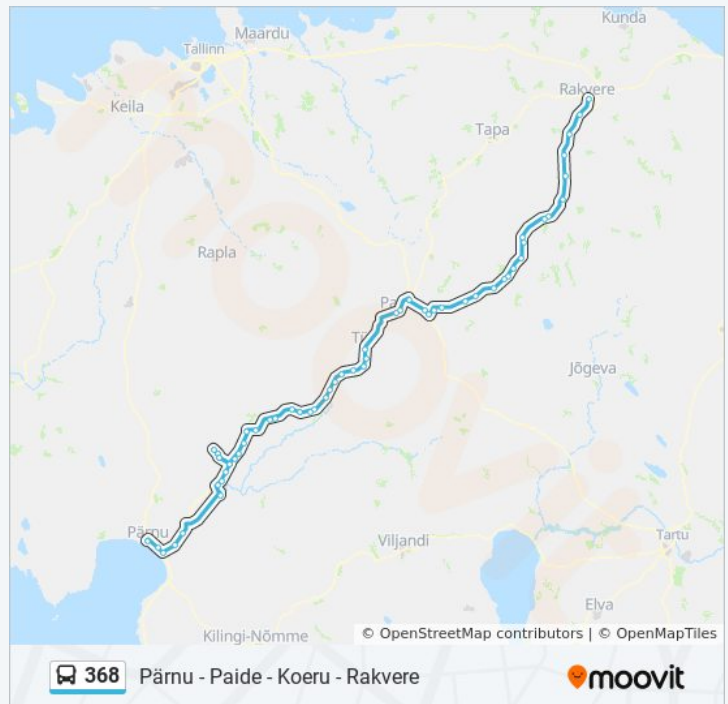 Kunda
Maardu
Tallinn
Rakvere
Keila
Tapa
Rapla
Jõgeva
Pärnu
Viljandi
Tartu
Elva
Kilingi-Nõmme
© OpenStreetMap contributors | © OpenMapTiles
368 Pärnu - Paide - Koeru - Rakvere
moovit